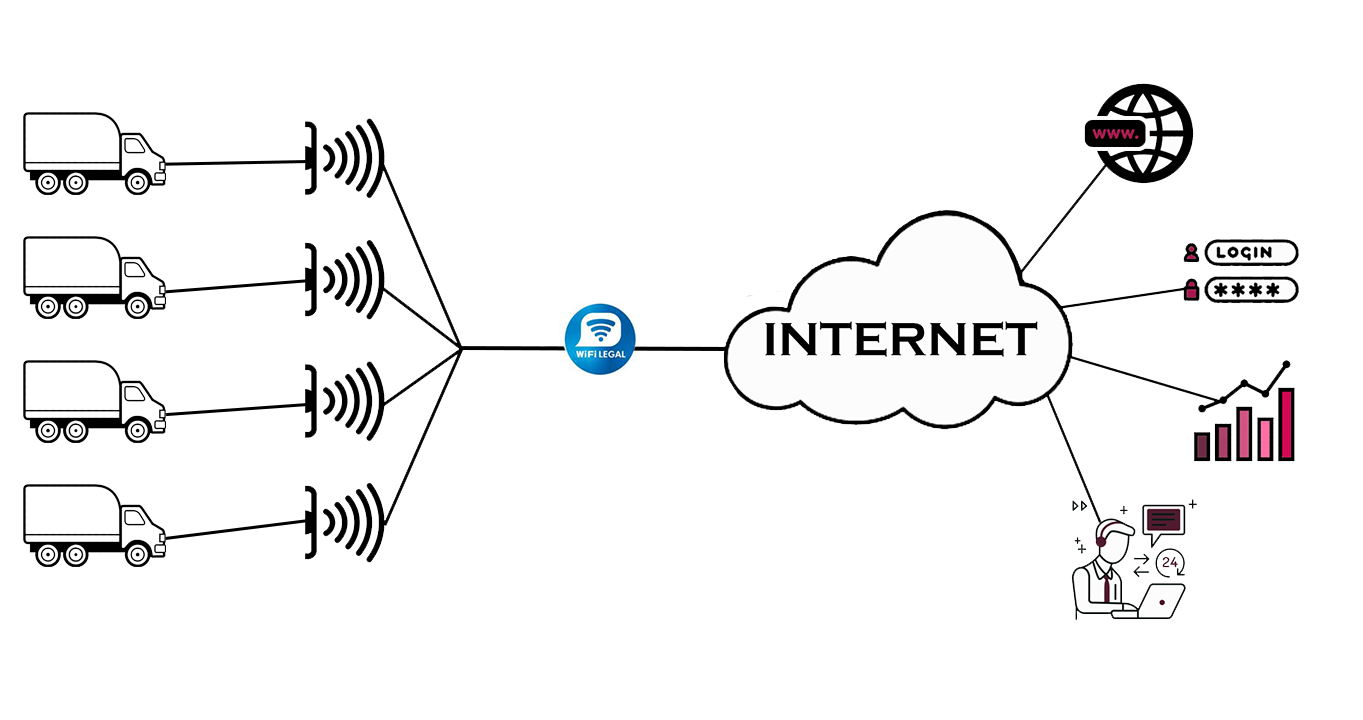 www.
LOGIN
****
INTERNET
WiFi LEGAL
24